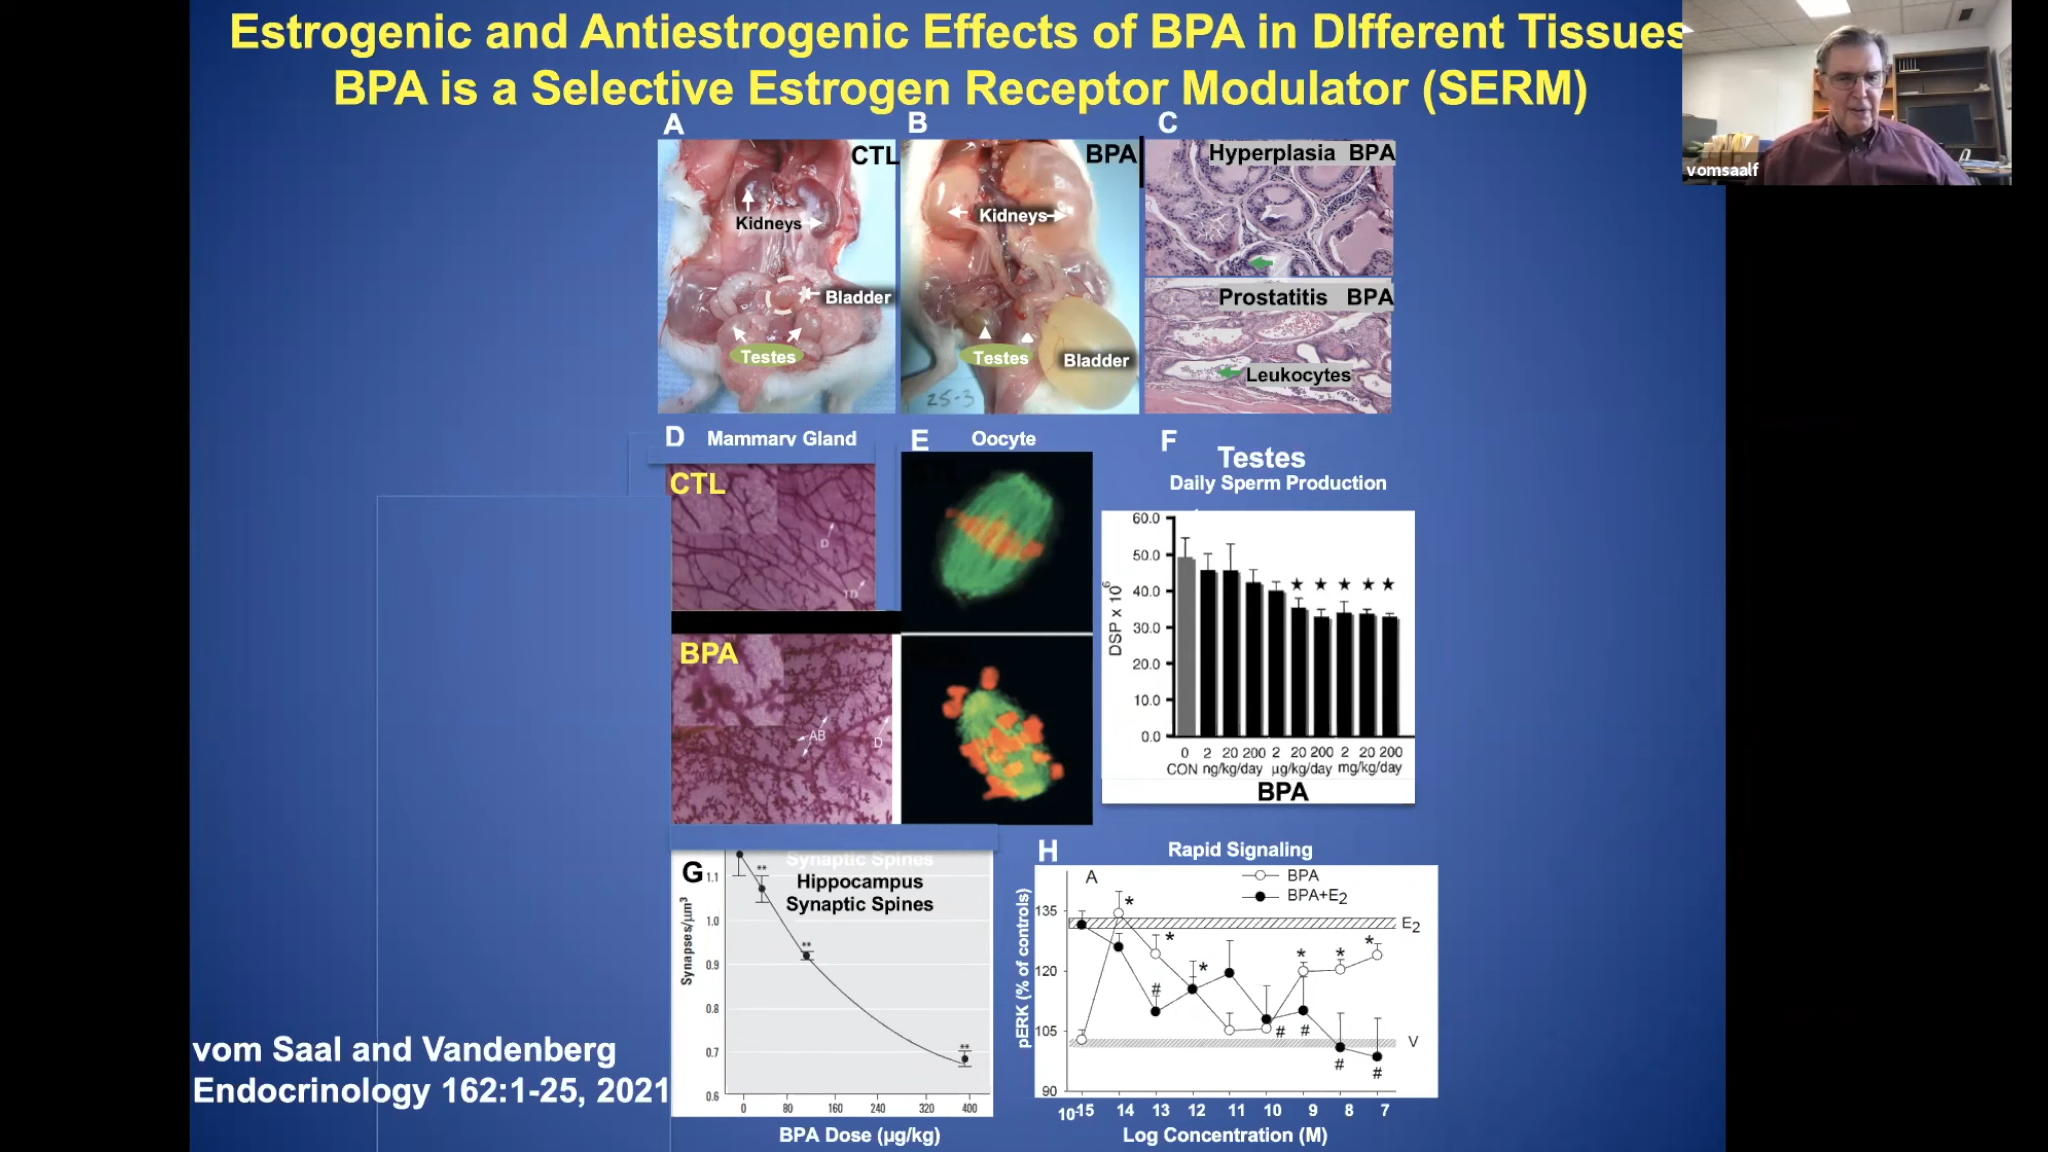 Estrogenic and Antiestrogenic Effects of BPA in DIfferent Tissues
BPA is a Selective Estrogen Receptor Modulator (SERM)
vomsaalf
A
CTL
Kidneys
Bladder
Testes
B
BPA
Kidneys
Testes
Bladder
25-3
C
Hyperplasia BPA
Prostatitis BPA
Leukocytes
D Mammary Gland
CTL
D
TD
BPA
AB
D
E Oocyte
F
Testes
Daily Sperm Production
DSP x 10⁶
60.0
50.0
40.0
30.0
20.0
10.0
0.0
★ ★ ★ ★ ★
0 2 20 200 2 20 200 2 20 200
CON ng/kg/day µg/kg/day mg/kg/day
BPA
G
Synaptic Spines
Hippocampus
Synaptic Spines
Synapses/µm³
1.1
1.0
0.9
0.8
0.7
0.6
**
**
**
0 80 160 240 320 400
BPA Dose (µg/kg)
H Rapid Signaling
A
BPA
BPA+E₂
pERK (% of controls)
135
120
105
90
E₂
V
* * * * * *
# # # # #
10-15 14 13 12 11 10 9 8 7
Log Concentration (M)
vom Saal and Vandenberg
Endocrinology 162:1-25, 2021